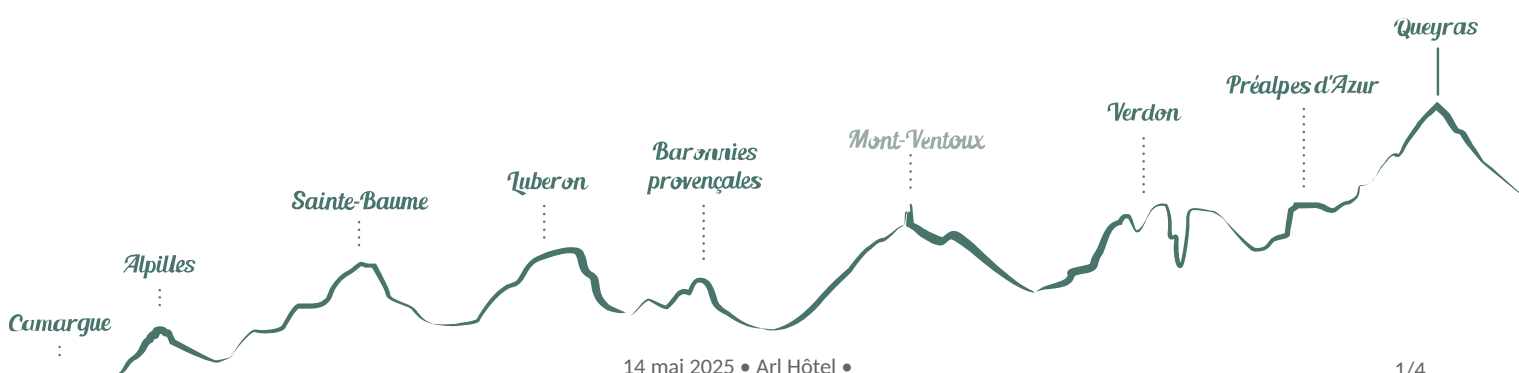 Queyras
Préalpes d'Azur
Verdon
Mont-Ventoux
Baronnies
provençales
Luberon
Sainte-Baume
Alpilles
Camargue
14 mai 2025 • Arl Hôtel •
1/4